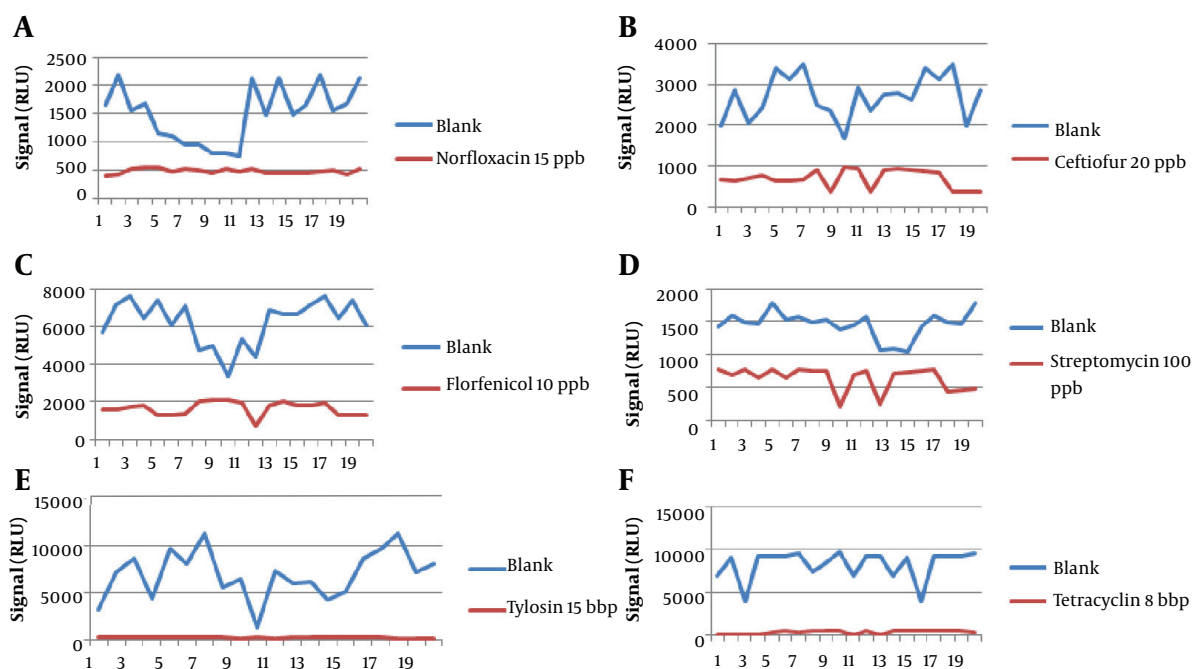 A
Signal (RLU)
2500
2000
1500
1000
500
0
1 3 5 7 9 11 13 15 17 19
Blank
Norfloxacin 15 ppb
B
Signal (RLU)
4000
3000
2000
1000
0
1 3 5 7 9 11 13 15 17 19
Blank
Ceftiofur 20 ppb
C
Signal (RLU)
8000
6000
4000
2000
0
1 3 5 7 9 11 13 15 17 19
Blank
Florfenicol 10 ppb
D
Signal (RLU)
2000
1500
1000
500
0
1 3 5 7 9 11 13 15 17 19
Blank
Streptomycin 100
ppb
E
Signal (RLU)
15000
10000
5000
0
1 3 5 7 9 11 13 15 17 19
Blank
Tylosin 15 bbp
F
Signal (RLU)
15000
10000
5000
0
1 3 5 7 9 11 13 15 17 19
Blank
Tetracyclin 8 bbp